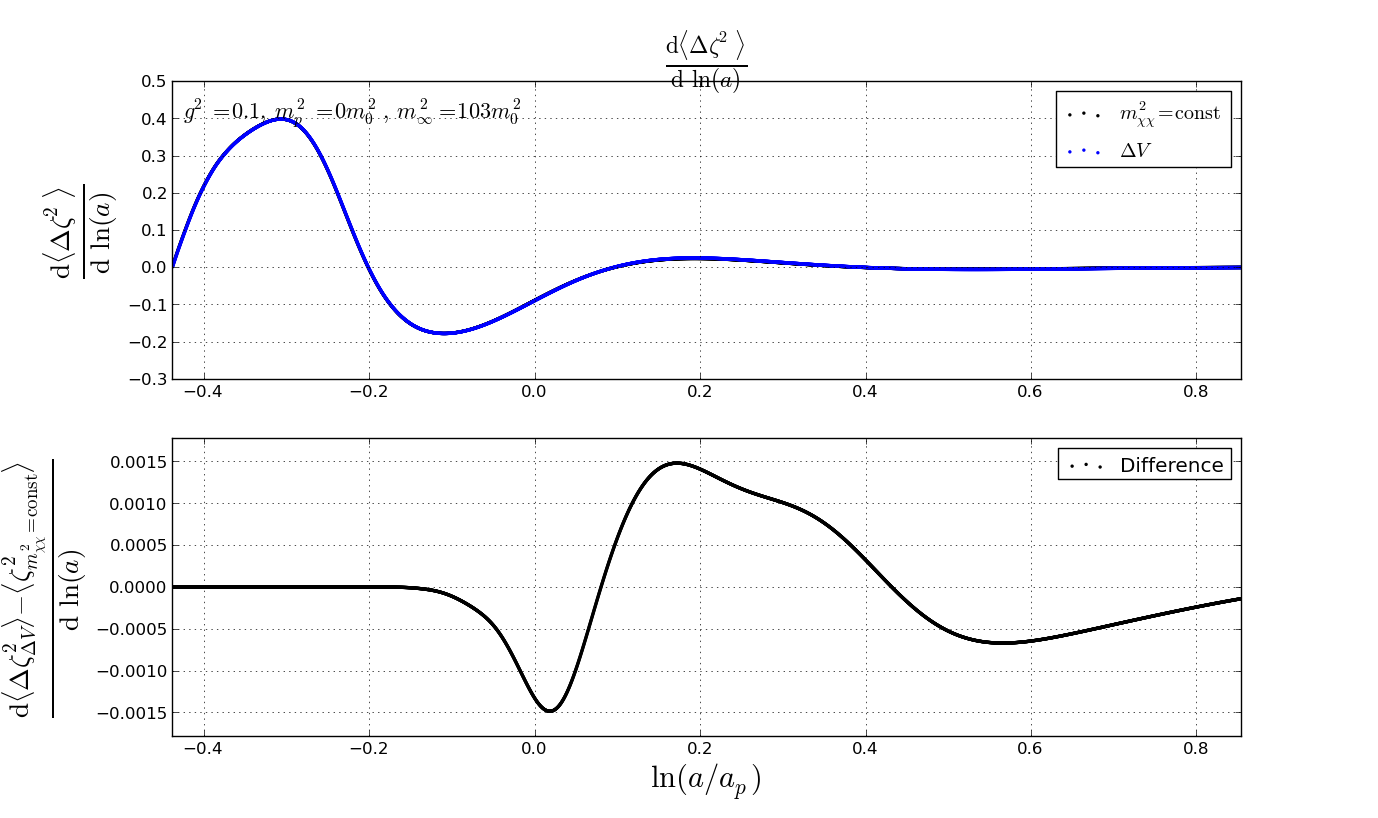 d⟨Δζ² ⟩
d ln(a)
0.5
0.4
0.3
0.2
0.1
0.0
−0.1
−0.2
−0.3
d⟨Δζ² ⟩
d ln(a)
g² =0.1, m_p² =0m_0² , m_∞² =103m_0²
m_χχ² =const
ΔV
−0.4 −0.2 0.0 0.2 0.4 0.6 0.8
0.0015
0.0010
0.0005
0.0000
−0.0005
−0.0010
−0.0015
d⟨Δζ_ΔV²⟩−⟨ζ²_{m_χχ²=const}⟩
d ln(a)
Difference
−0.4 −0.2 0.0 0.2 0.4 0.6 0.8
ln(a/a_p)